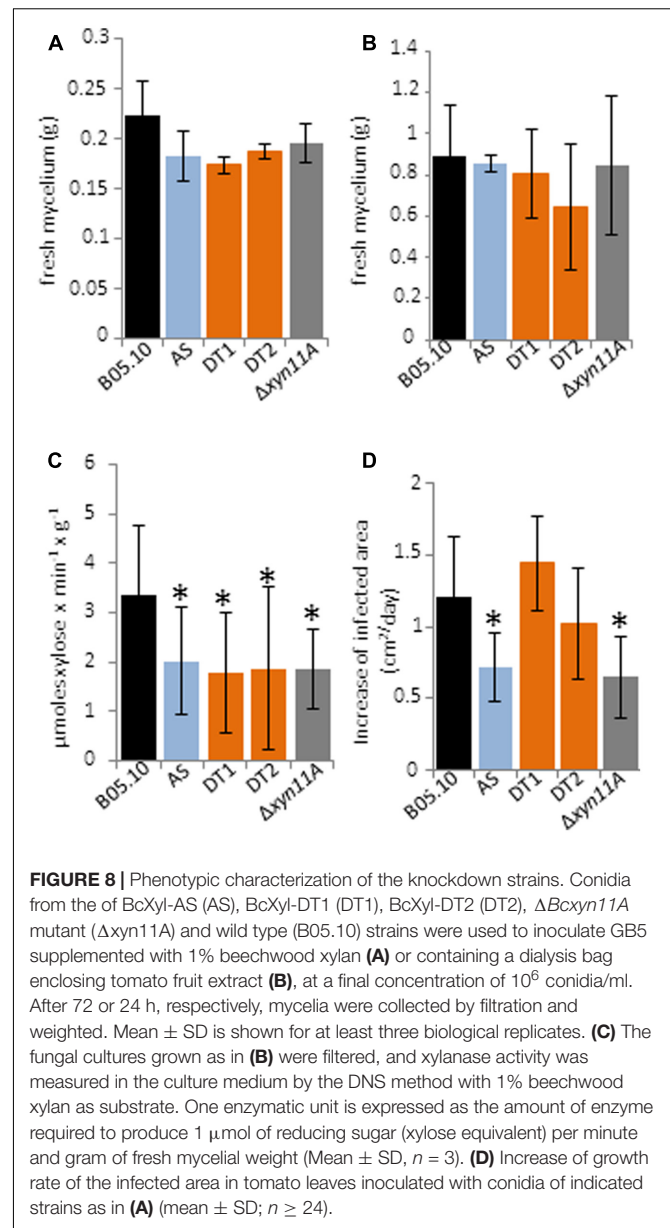 A
0.3
0.25
0.2
0.15
0.1
0.05
0
fresh mycelium (g)
B05.10
AS
DT1
DT2
Δxyn11A
B
1.4
1.2
1
0.8
0.6
0.4
0.2
0
fresh mycelium (g)
B05.10
AS
DT1
DT2
Δxyn11A
C
6
5
4
3
2
1
0
µmolesxylose x min⁻¹ x g⁻¹
* * * *
B05.10
AS
DT1
DT2
Δxyn11A
D
2
1.5
1
0.5
0
Increase of infected area
(cm²/day)
* *
B05.10
AS
DT1
DT2
Δxyn11A
FIGURE 8 | Phenotypic characterization of the knockdown strains. Conidia
from the of BcXyl-AS (AS), BcXyl-DT1 (DT1), BcXyl-DT2 (DT2), ΔBcxyn11A
mutant (Δxyn11A) and wild type (B05.10) strains were used to inoculate GB5
supplemented with 1% beechwood xylan (A) or containing a dialysis bag
enclosing tomato fruit extract (B), at a final concentration of 10⁶ conidia/ml.
After 72 or 24 h, respectively, mycelia were collected by filtration and
weighted. Mean ± SD is shown for at least three biological replicates. (C) The
fungal cultures grown as in (B) were filtered, and xylanase activity was
measured in the culture medium by the DNS method with 1% beechwood
xylan as substrate. One enzymatic unit is expressed as the amount of enzyme
required to produce 1 µmol of reducing sugar (xylose equivalent) per minute
and gram of fresh mycelial weight (Mean ± SD, n = 3). (D) Increase of growth
rate of the infected area in tomato leaves inoculated with conidia of indicated
strains as in (A) (mean ± SD; n ≥ 24).